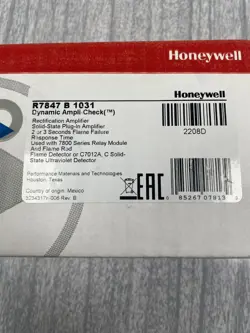 Honeywell
R7847 B 1031
Dynamic Ampli-Check(™)
Honeywell
Rectification Amplifier
Solid-State Plug-in Amplifier
2 or 3 Seconds Flame Failure
Response Time
Used with 7800 Series Relay Module
And Flame Rod
Flame Detector or C7012A, C Solid-
State Ultraviolet Detector
2208D
Performance Materials and Technologies
Houston, Texas
Country of origin: Mexico
EAC